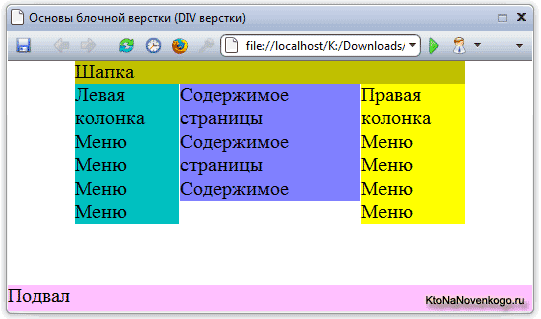 Основы блочной верстки (DIV верстки)
file://localhost/K:/Downloads/
Шапка
Левая
колонка
Меню
Меню
Меню
Меню
Содержимое
страницы
Содержимое
страницы
Содержимое
Правая
колонка
Меню
Меню
Меню
Меню
Подвал
KtoNaNovenkogo.ru